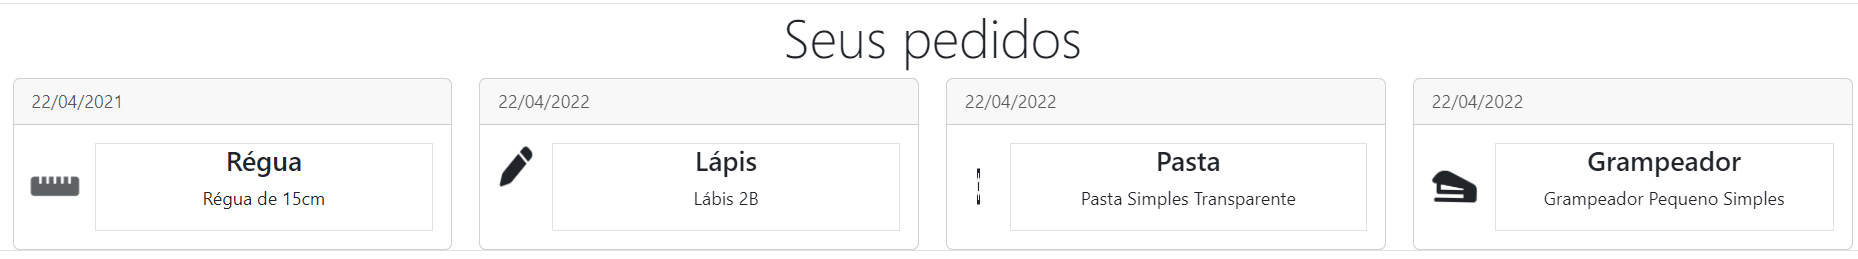 Seus pedidos
22/04/2021
Régua
Régua de 15cm
22/04/2022
Lápis
Lábis 2B
22/04/2022
Pasta
Pasta Simples Transparente
22/04/2022
Grampeador
Grampeador Pequeno Simples